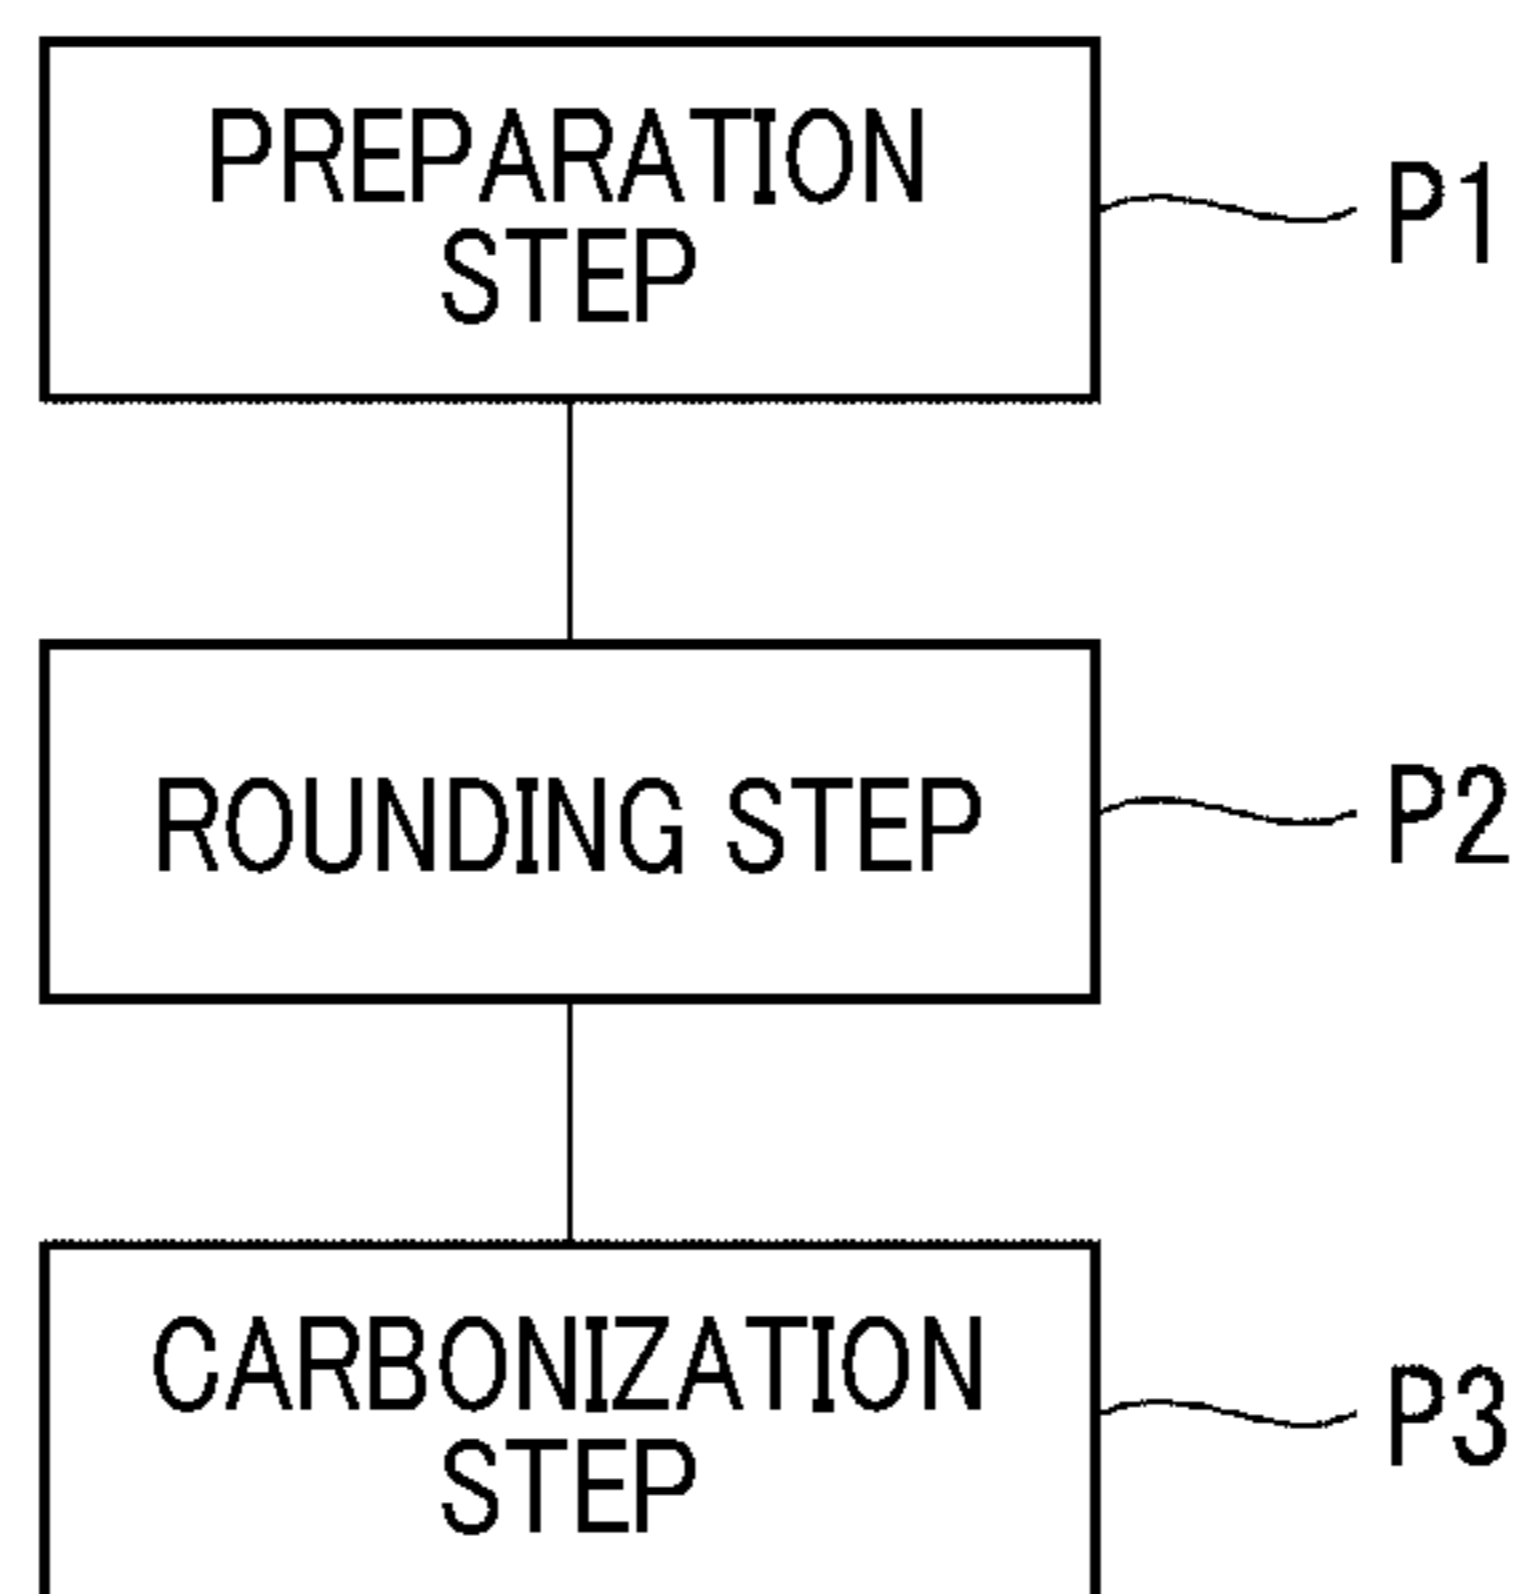 PREPARATION
STEP
P1
ROUNDING STEP
P2
CARBONIZATION
STEP
P3